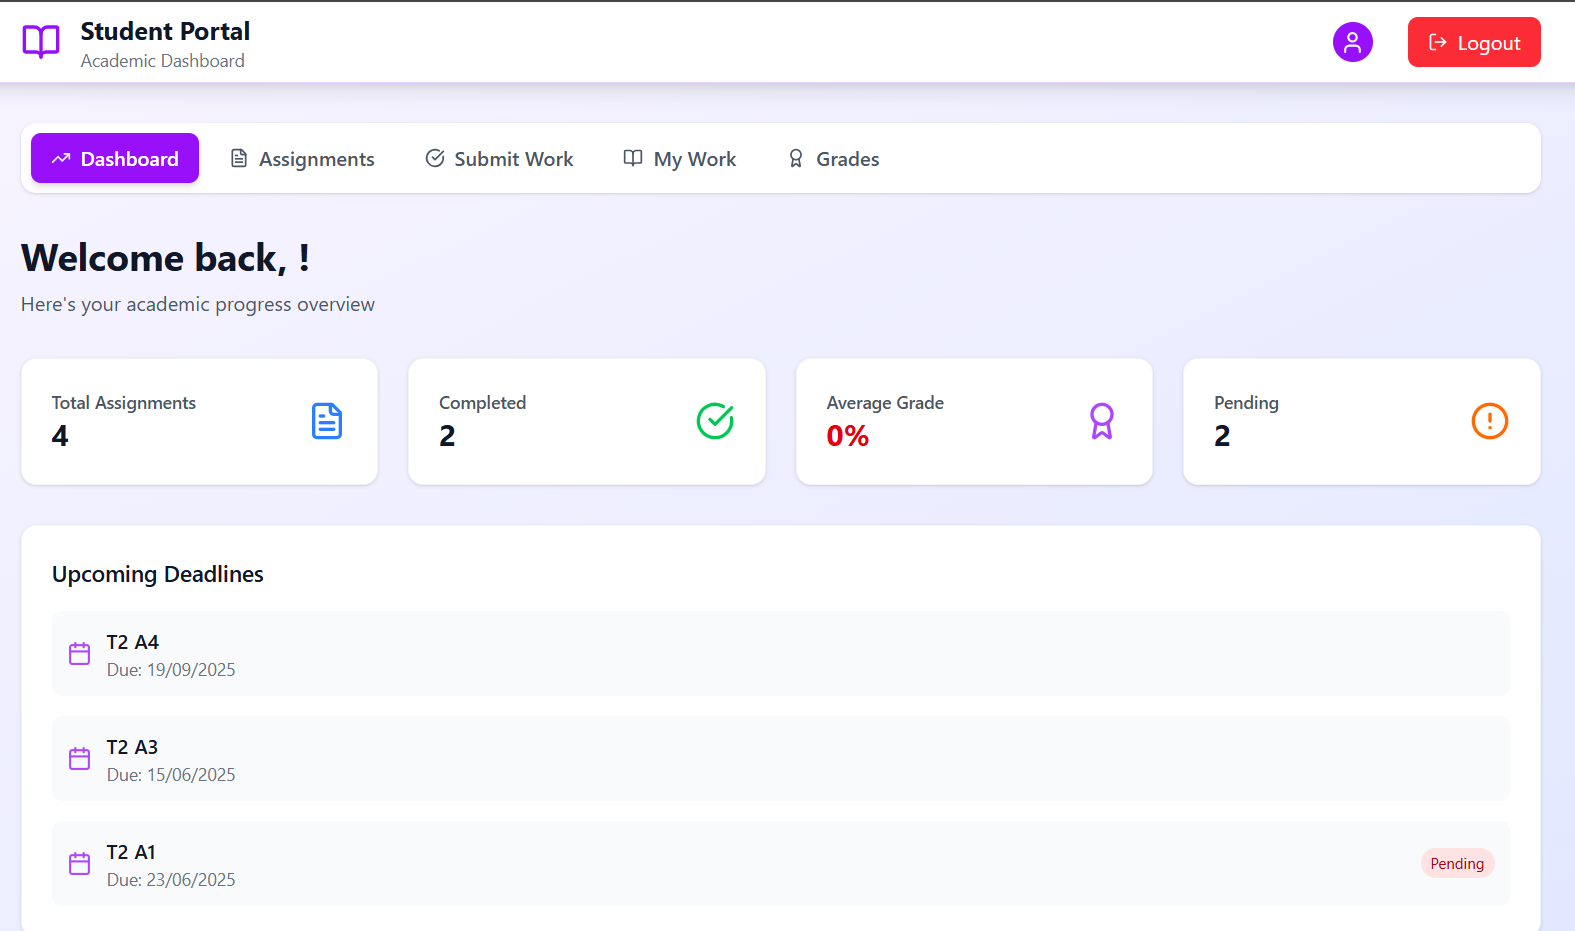 Student Portal
Academic Dashboard
Logout
Dashboard
Assignments
Submit Work
My Work
Grades
Welcome back, !
Here's your academic progress overview
Total Assignments
4
Completed
2
Average Grade
0%
Pending
2
Upcoming Deadlines
T2 A4
Due: 19/09/2025
T2 A3
Due: 15/06/2025
T2 A1
Due: 23/06/2025
Pending